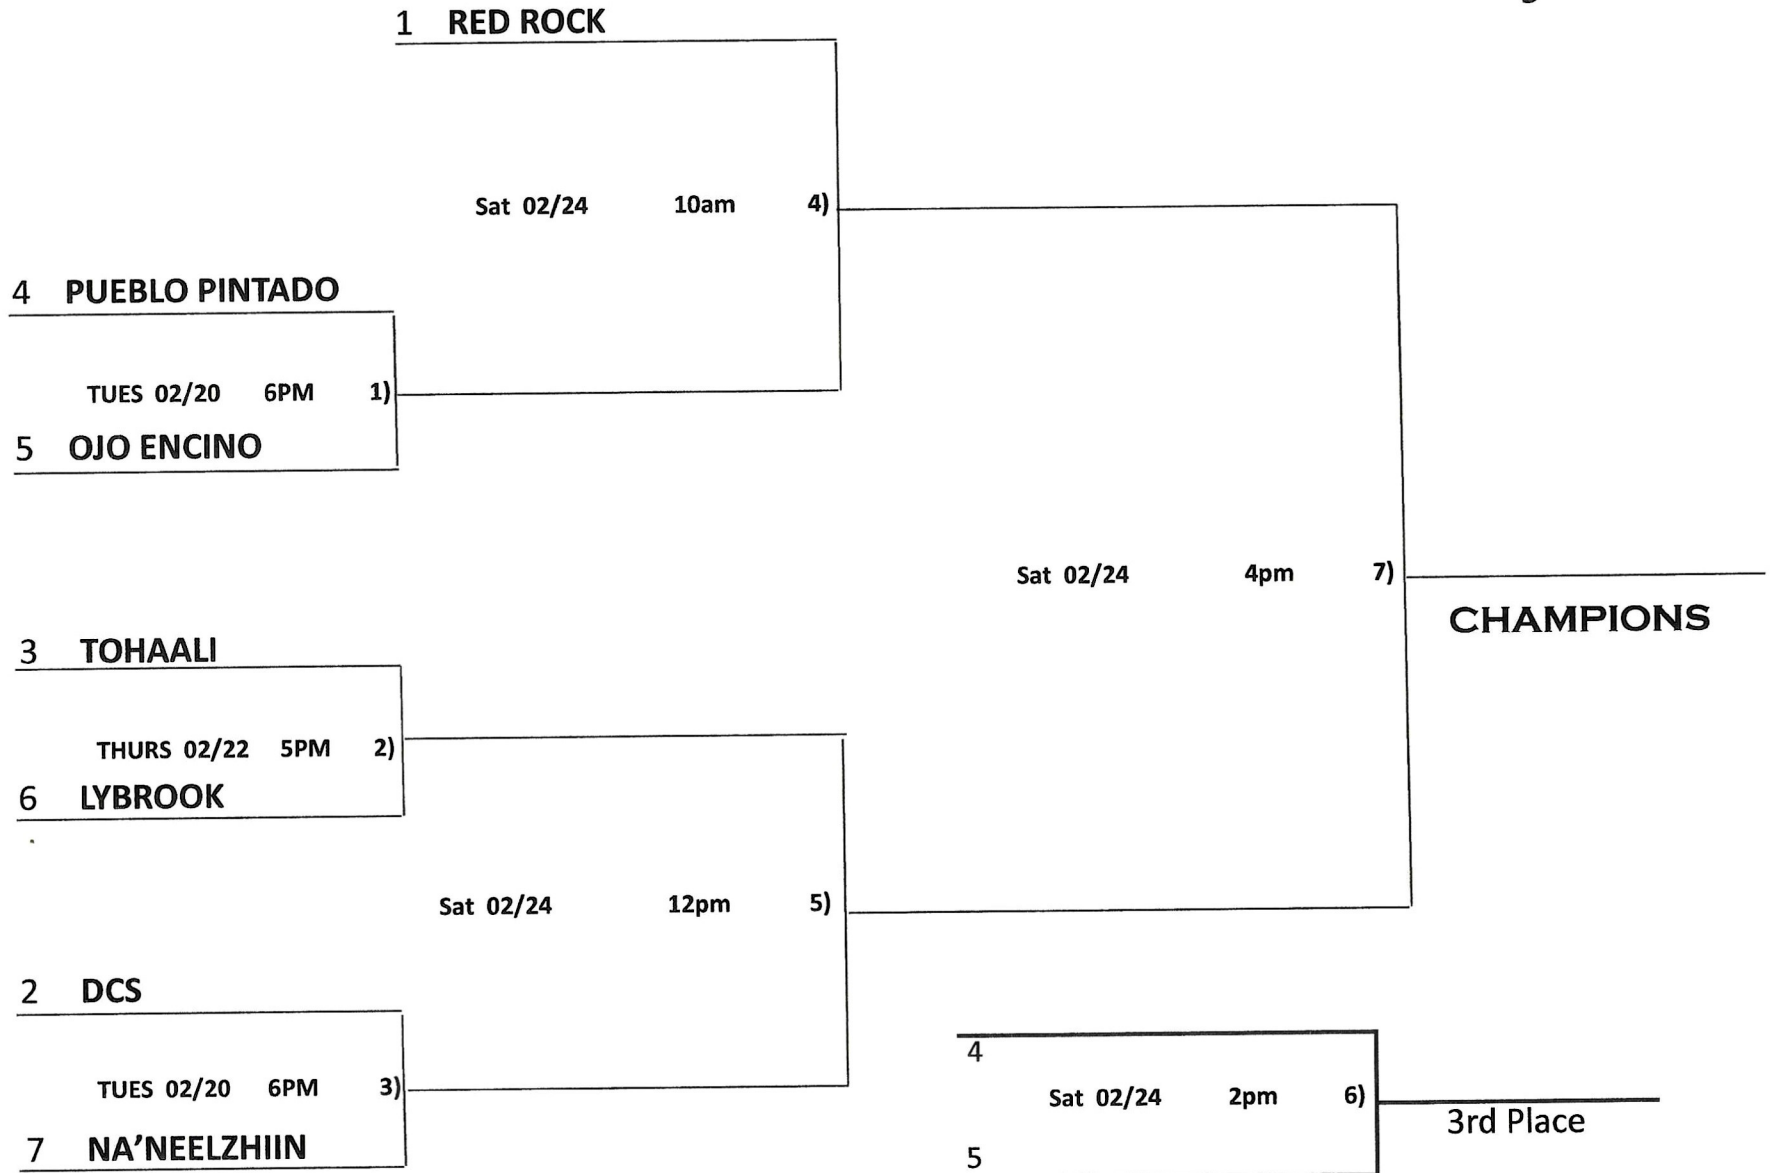 1 RED ROCK
Sat 02/24 10am 4)
4 PUEBLO PINTADO
TUES 02/20 6PM 1)
5 OJO ENCINO
Sat 02/24 4pm 7)
CHAMPIONS
3 TOHAALI
THURS 02/22 5PM 2)
6 LYBROOK
Sat 02/24 12pm 5)
2 DCS
TUES 02/20 6PM 3)
7 NA’NEELZHIIN
4
Sat 02/24 2pm 6)
3rd Place
5